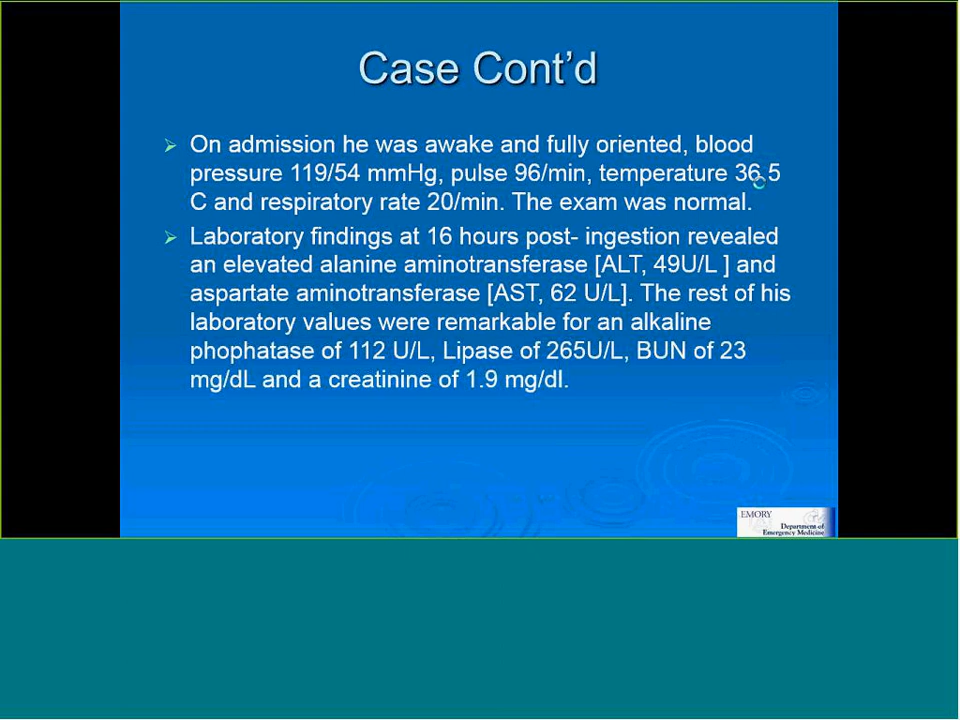 Case Cont’d
On admission he was awake and fully oriented, blood
pressure 119/54 mmHg, pulse 96/min, temperature 36.5
C and respiratory rate 20/min. The exam was normal.
Laboratory findings at 16 hours post- ingestion revealed
an elevated alanine aminotransferase [ALT, 49U/L ] and
aspartate aminotransferase [AST, 62 U/L]. The rest of his
laboratory values were remarkable for an alkaline
phophatase of 112 U/L, Lipase of 265U/L, BUN of 23
mg/dL and a creatinine of 1.9 mg/dl.
EMORY
Department of
Emergency Medicine